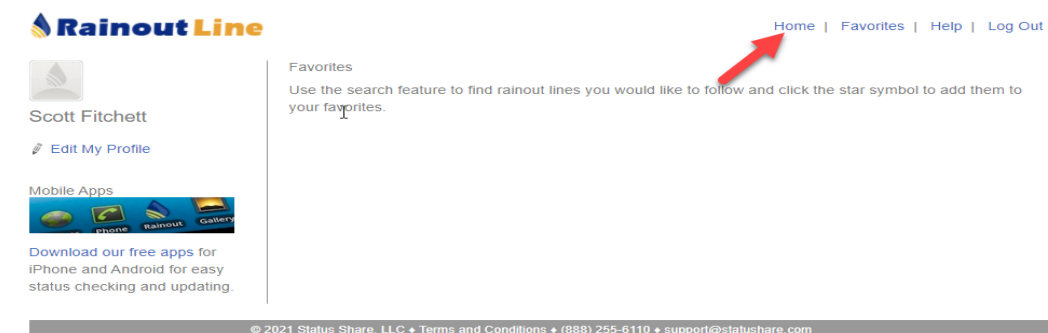 Rainout Line
Home | Favorites | Help | Log Out
Scott Fitchett
Edit My Profile
Mobile Apps
Phone Rainout Gallery
Download our free apps for
iPhone and Android for easy
status checking and updating.
Favorites
Use the search feature to find rainout lines you would like to follow and click the star symbol to add them to
your favorites.
© 2021 Status Share, LLC ♦ Terms and Conditions ♦ (888) 255-6110 ♦ support@statushare.com